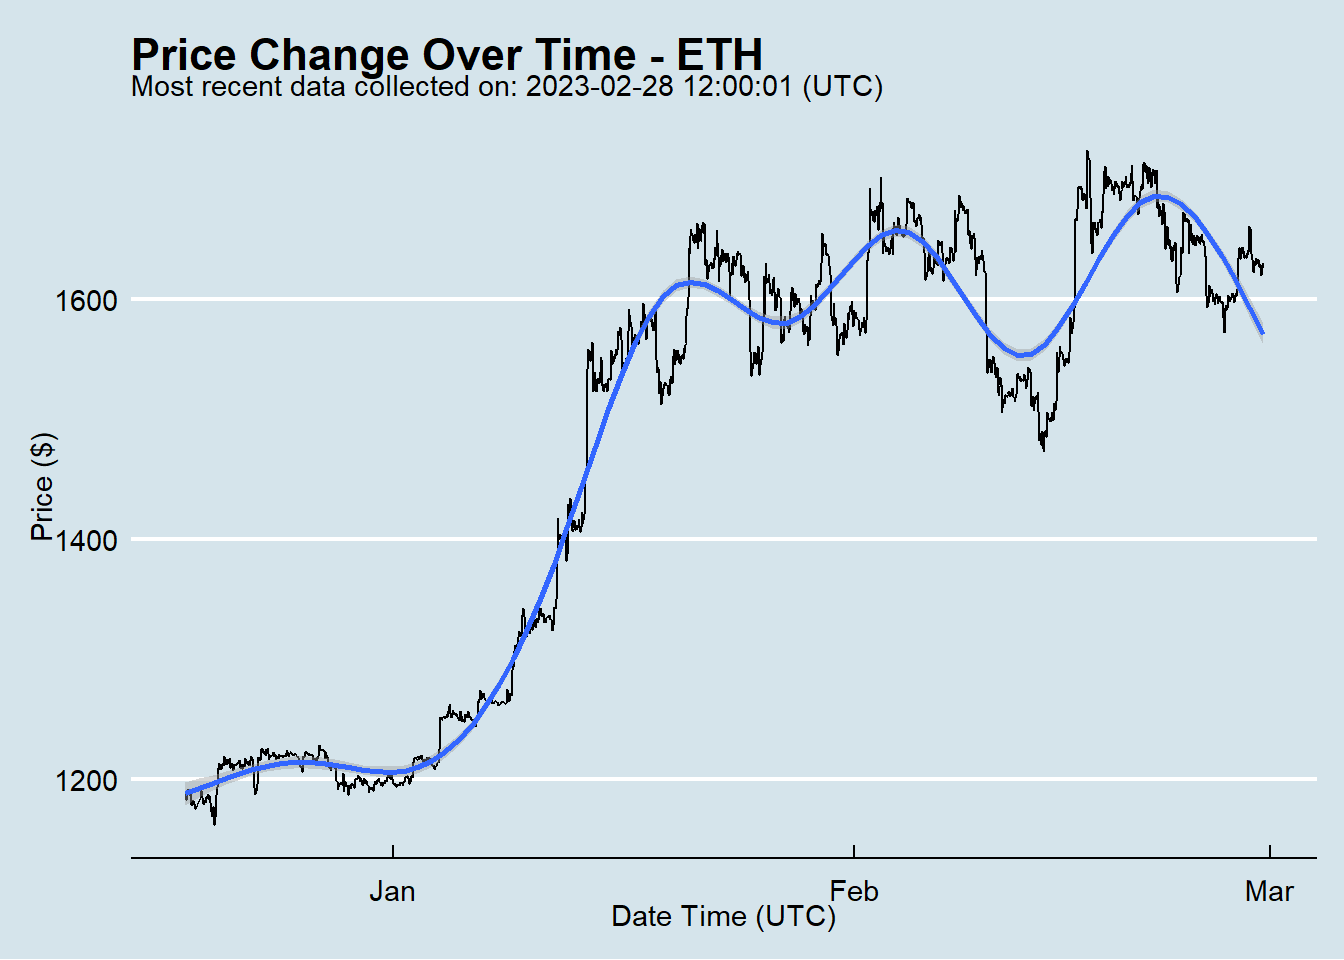 Price Change Over Time - ETH
Most recent data collected on: 2023-02-28 12:00:01 (UTC)
Price ($)
1600
1400
1200
Jan
Feb
Mar
Date Time (UTC)